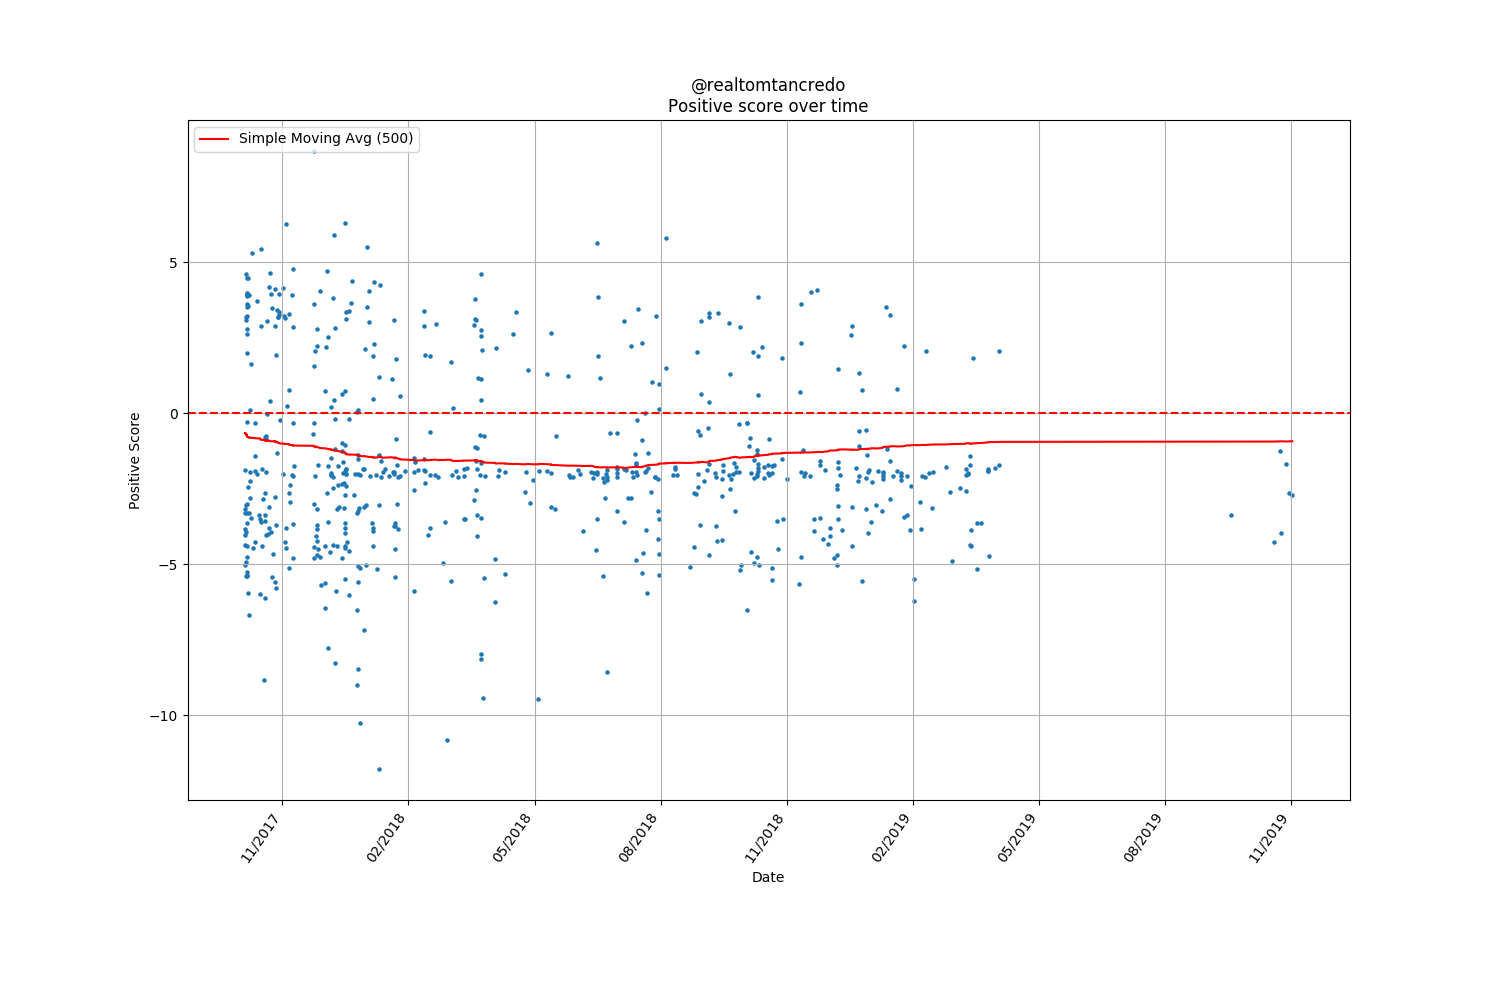 @realtomtancredo
Positive score over time
Simple Moving Avg (500)
5
0
−5
−10
Positive Score
11/2017
02/2018
05/2018
08/2018
11/2018
02/2019
05/2019
08/2019
11/2019
Date